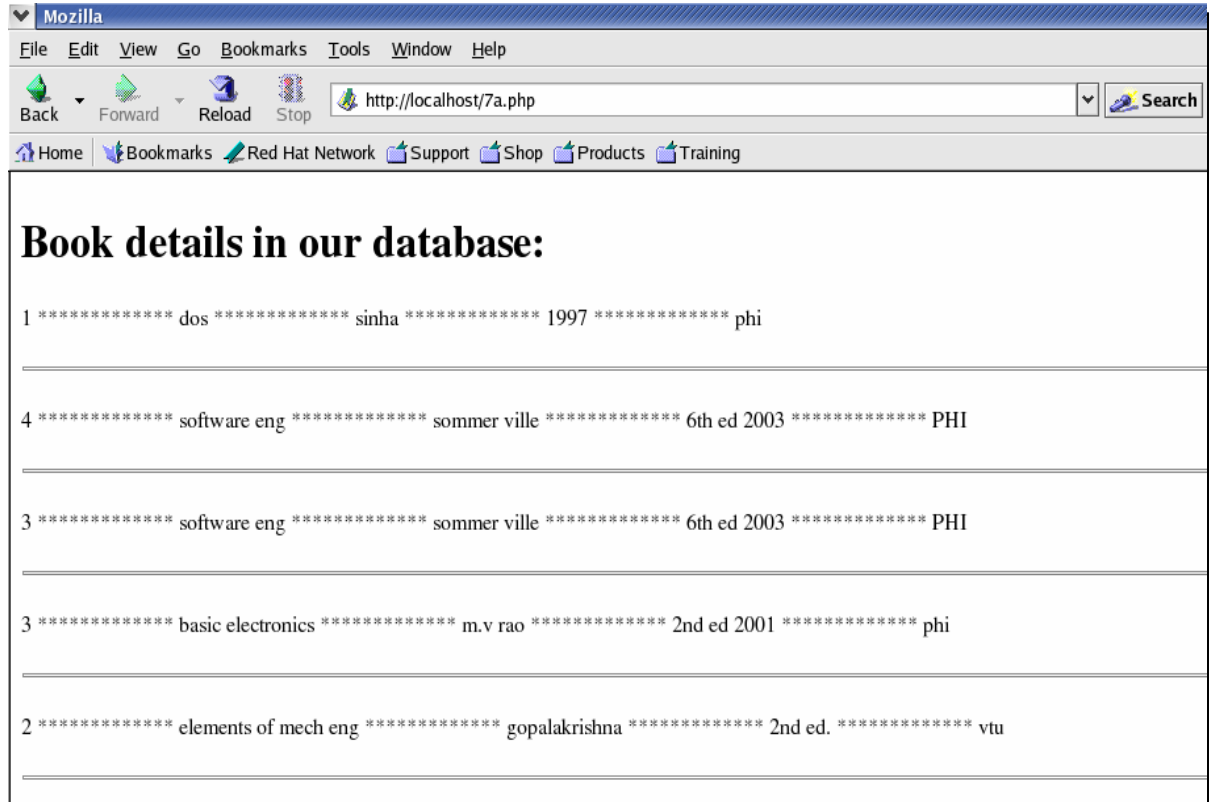 Mozilla
File Edit View Go Bookmarks Tools Window Help
Back Forward Reload Stop http://localhost/7a.php Search
Home Bookmarks Red Hat Network Support Shop Products Training
Book details in our database:
1 ************* dos ************* sinha ************* 1997 ************* phi
4 ************* software eng ************* sommer ville ************* 6th ed 2003 ************* PHI
3 ************* software eng ************* sommer ville ************* 6th ed 2003 ************* PHI
3 ************* basic electronics ************* m.v rao ************* 2nd ed 2001 ************* phi
2 ************* elements of mech eng ************* gopalakrishna ************* 2nd ed. ************* vtu